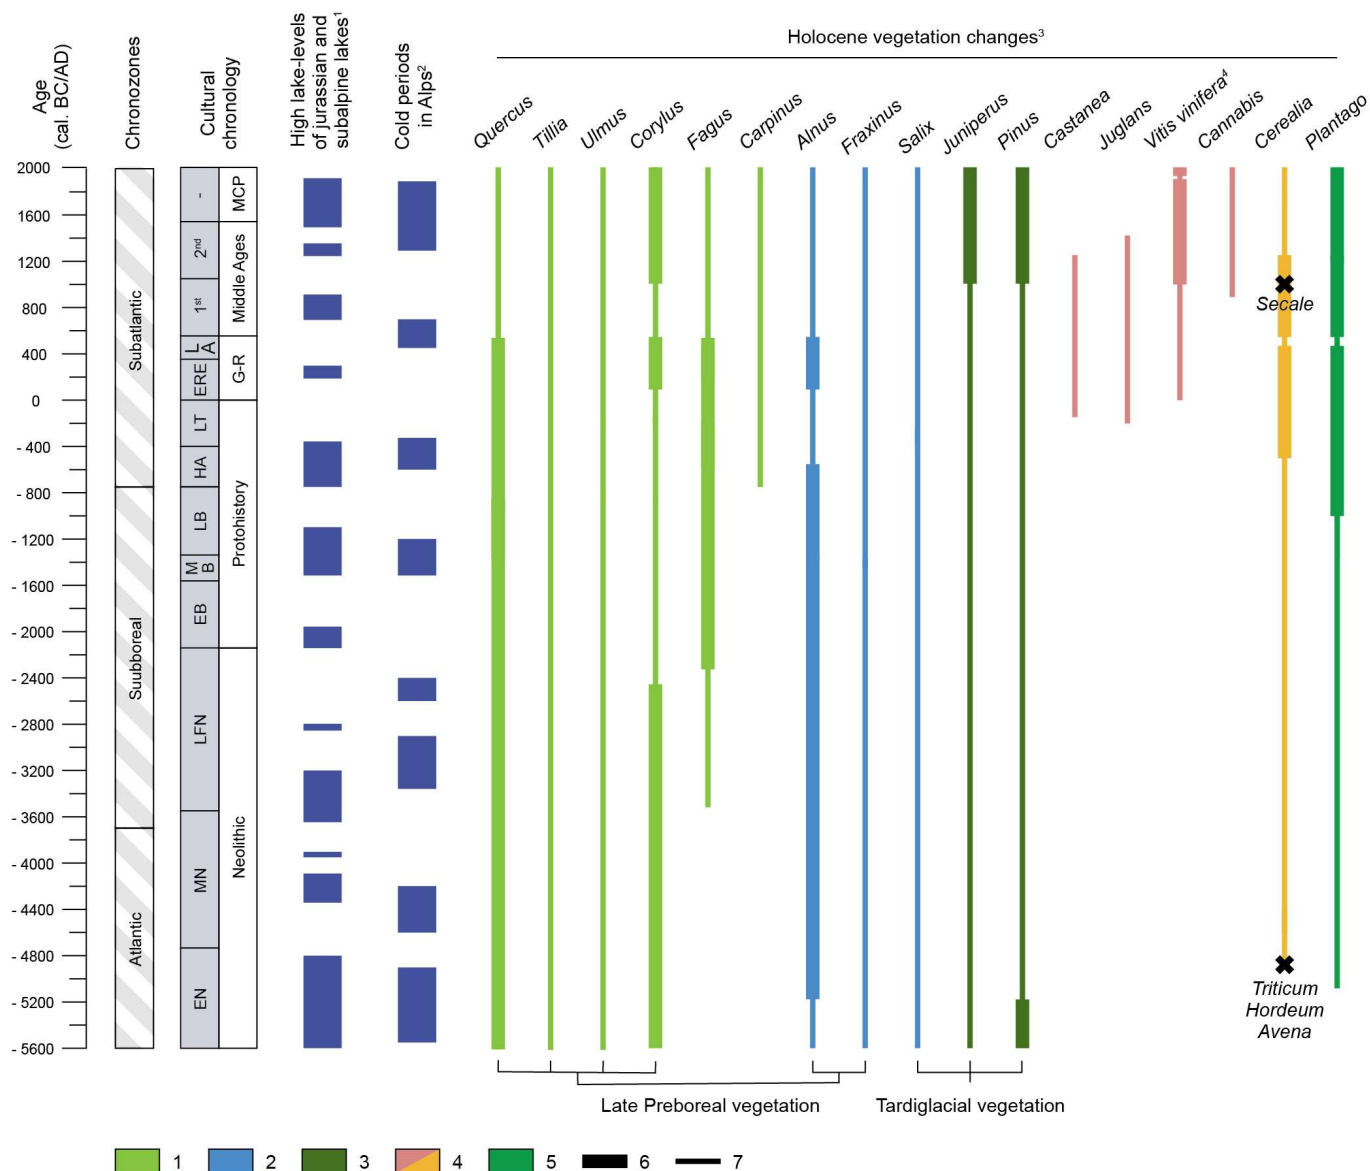 Holocene vegetation changes³
Age
(cal. BC/AD)
Chronozones
Cultural
chronology
High lake-levels
of jurassian and
subalpine lakes¹
Cold periods
in Alps²
Quercus
Tillia
Ulmus
Corylus
Fagus
Carpinus
Alnus
Fraxinus
Salix
Juniperus
Pinus
Castanea
Juglans
Vitis vinifera⁴
Cannabis
Cerealia
Plantago
2000
1600
1200
800
400
0
- 400
- 800
- 1200
- 1600
- 2000
- 2400
- 2800
- 3200
- 3600
- 4000
- 4400
- 4800
- 5200
- 5600
Subatlantic
Suubboreal
Atlantic
-
2nd
1st
L
A
ERE
LT
HA
LB
M
B
EB
LFN
MN
EN
MCP
Middle Ages
G-R
Protohistory
Neolithic
Secale
Triticum
Hordeum
Avena
Late Preboreal vegetation
Tardiglacial vegetation
1 2 3 4 5 6 7